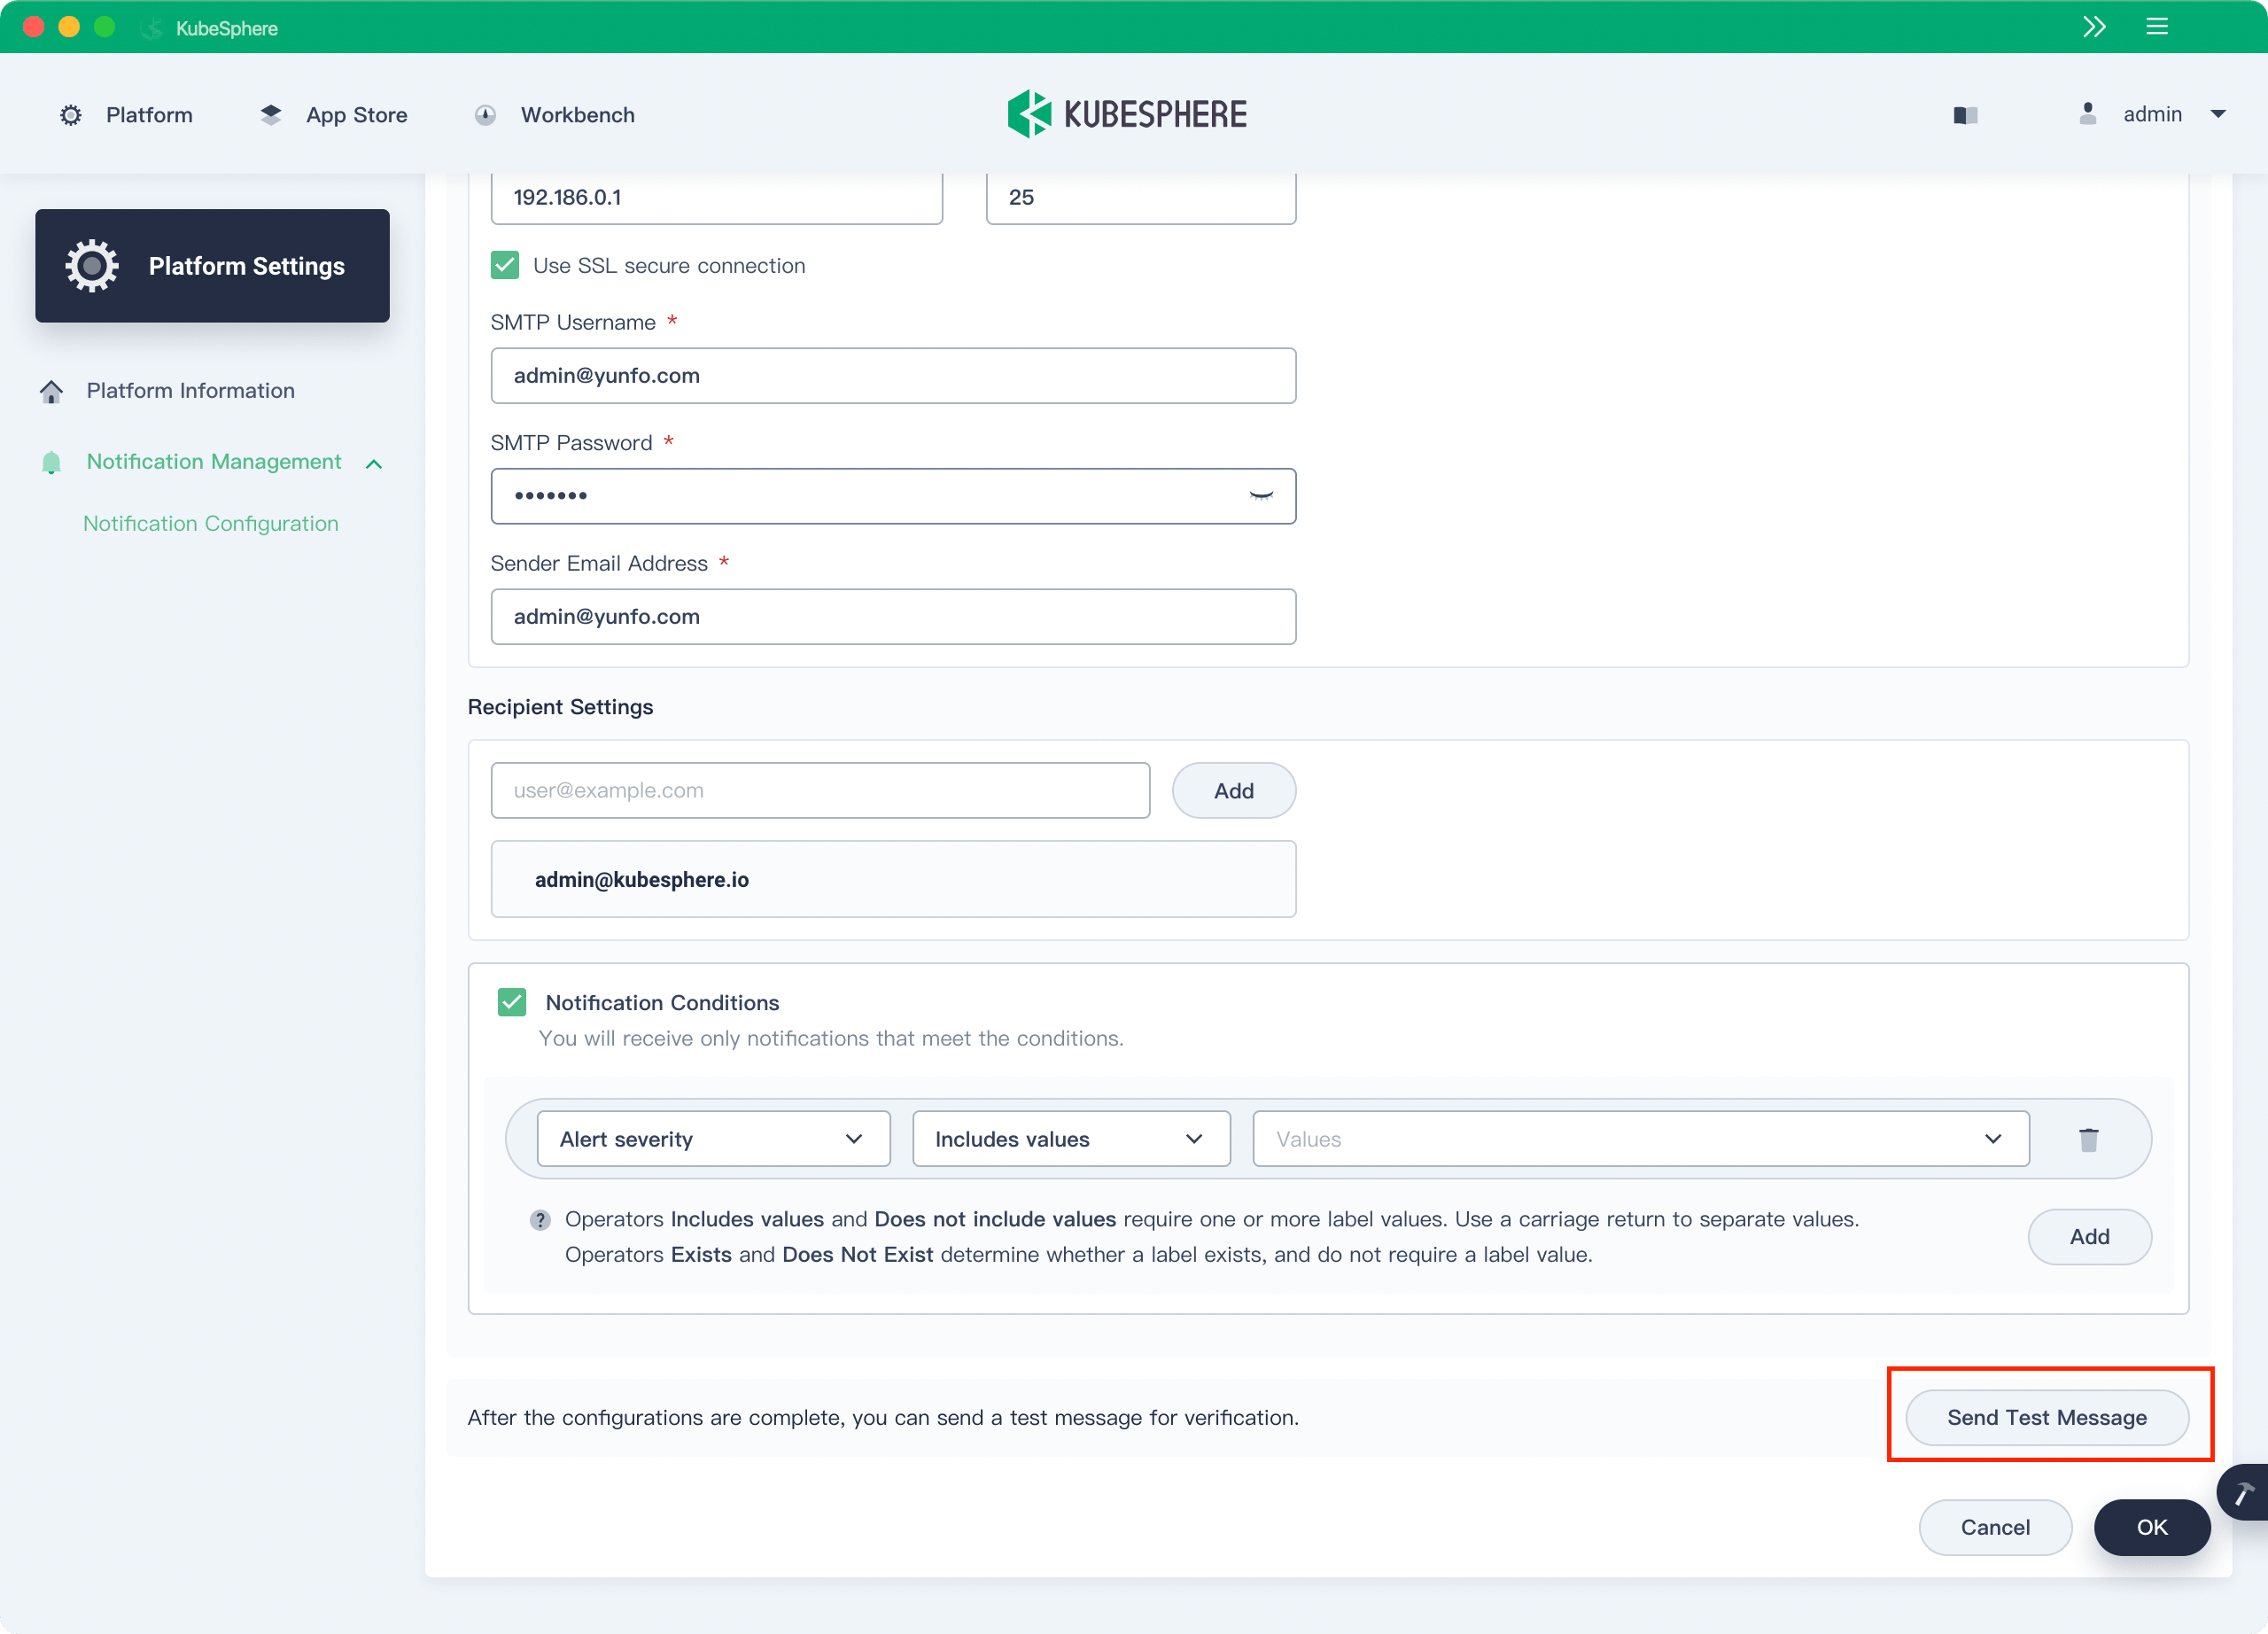 KubeSphere
Platform
App Store
Workbench
KUBESPHERE
admin
Platform Settings
Platform Information
Notification Management
Notification Configuration
192.186.0.1
25
Use SSL secure connection
SMTP Username *
admin@yunfo.com
SMTP Password *
•••••••
Sender Email Address *
admin@yunfo.com
Recipient Settings
user@example.com
Add
admin@kubesphere.io
Notification Conditions
You will receive only notifications that meet the conditions.
Alert severity
Includes values
Values
Operators Includes values and Does not include values require one or more label values. Use a carriage return to separate values.
Operators Exists and Does Not Exist determine whether a label exists, and do not require a label value.
Add
After the configurations are complete, you can send a test message for verification.
Send Test Message
Cancel
OK